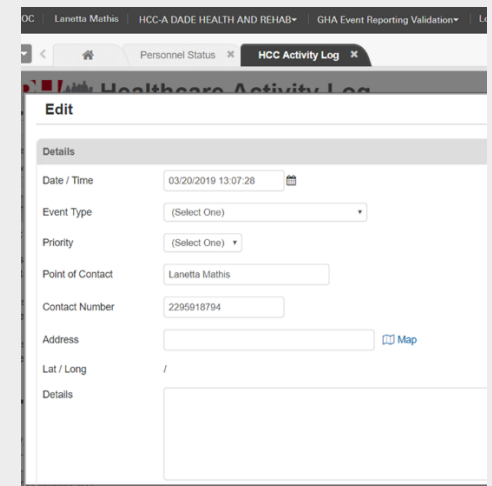 OC Lanetta Mathis HCC-A DADE HEALTH AND REHAB GHA Event Reporting Validation
Personnel Status × HCC Activity Log ×
Healthcare Activity Log
Edit
Details
Date / Time 03/20/2019 13:07:28
Event Type (Select One)
Priority (Select One)
Point of Contact Lanetta Mathis
Contact Number 2295918794
Address Map
Lat / Long /
Details